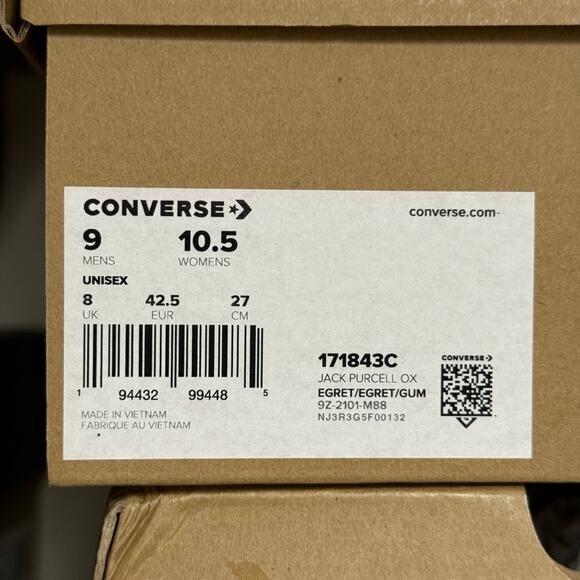 CONVERSE
converse.com
9 10.5
MENS WOMENS
UNISEX
8 42.5 27
UK EUR CM
1 94432 99448 5
MADE IN VIETNAM
FABRIQUE AU VIETNAM
171843C
JACK PURCELL OX
EGRET/EGRET/GUM
9Z-2101-M88
NJ3R3G5F00132
CONVERSE